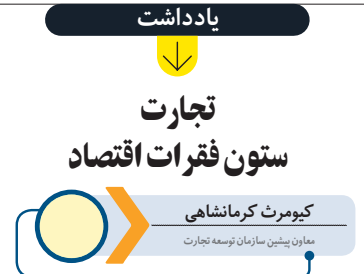 یادداشت
تجارت
ستون فقرات اقتصاد
کیومرث کرمانشاهی
معاون پیشین سازمان توسعه تجارت